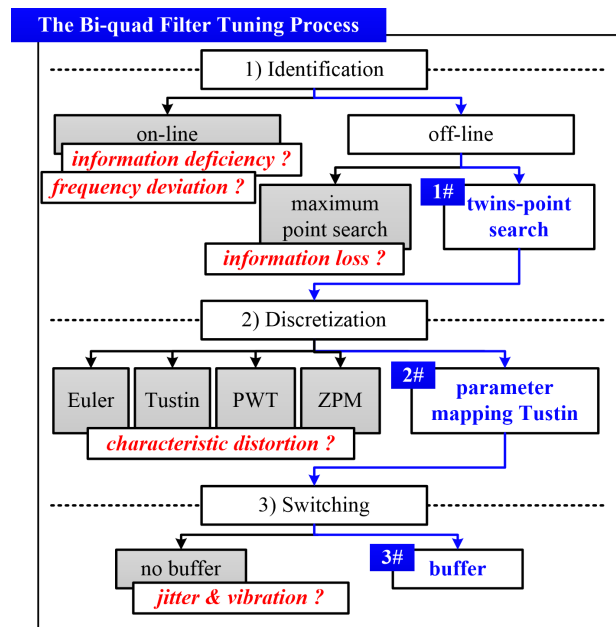 The Bi-quad Filter Tuning Process
1) Identification
on-line
off-line
information deficiency ?
frequency deviation ?
maximum
point search
information loss ?
1#
twins-point
search
2) Discretization
Euler
Tustin
PWT
ZPM
characteristic distortion ?
2#
parameter
mapping Tustin
3) Switching
no buffer
jitter & vibration ?
3#
buffer